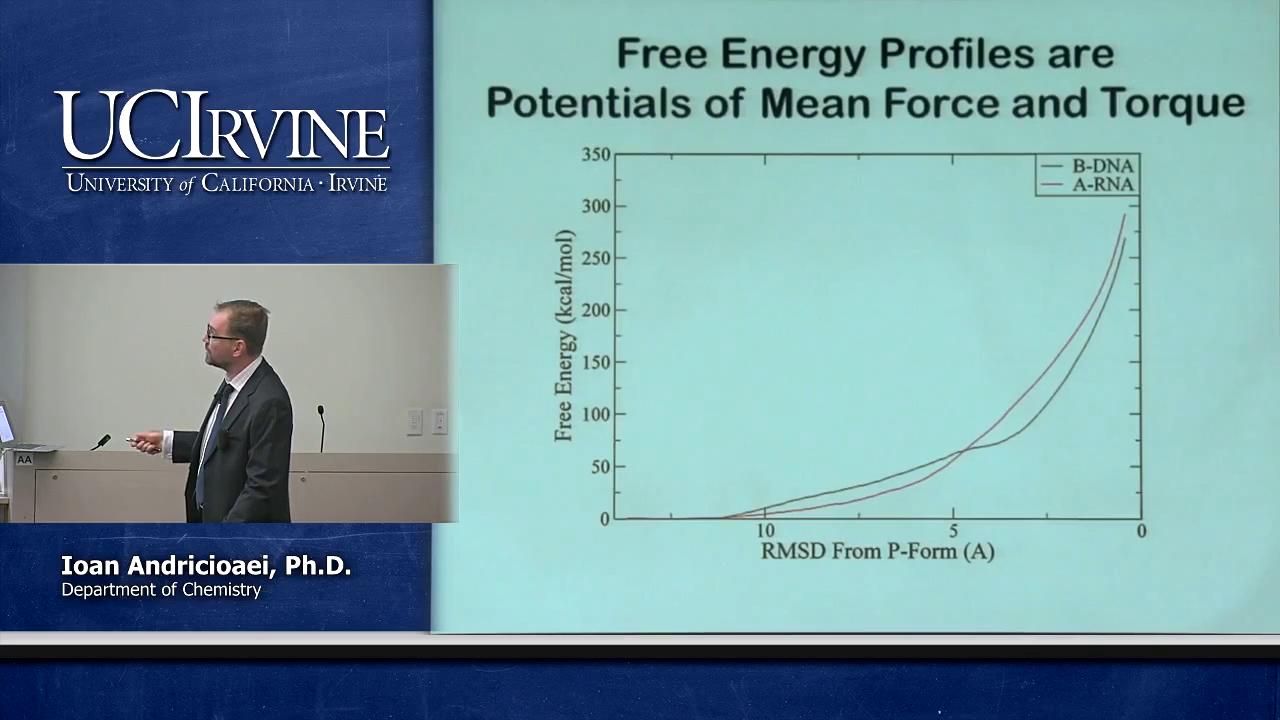 UCIRVINE
UNIVERSITY of CALIFORNIA · IRVINE
AA
Ioan Andricioaei, Ph.D.
Department of Chemistry
Free Energy Profiles are
Potentials of Mean Force and Torque
B-DNA
A-RNA
Free Energy (kcal/mol)
350
300
250
200
150
100
50
0
10
5
0
RMSD From P-Form (A)